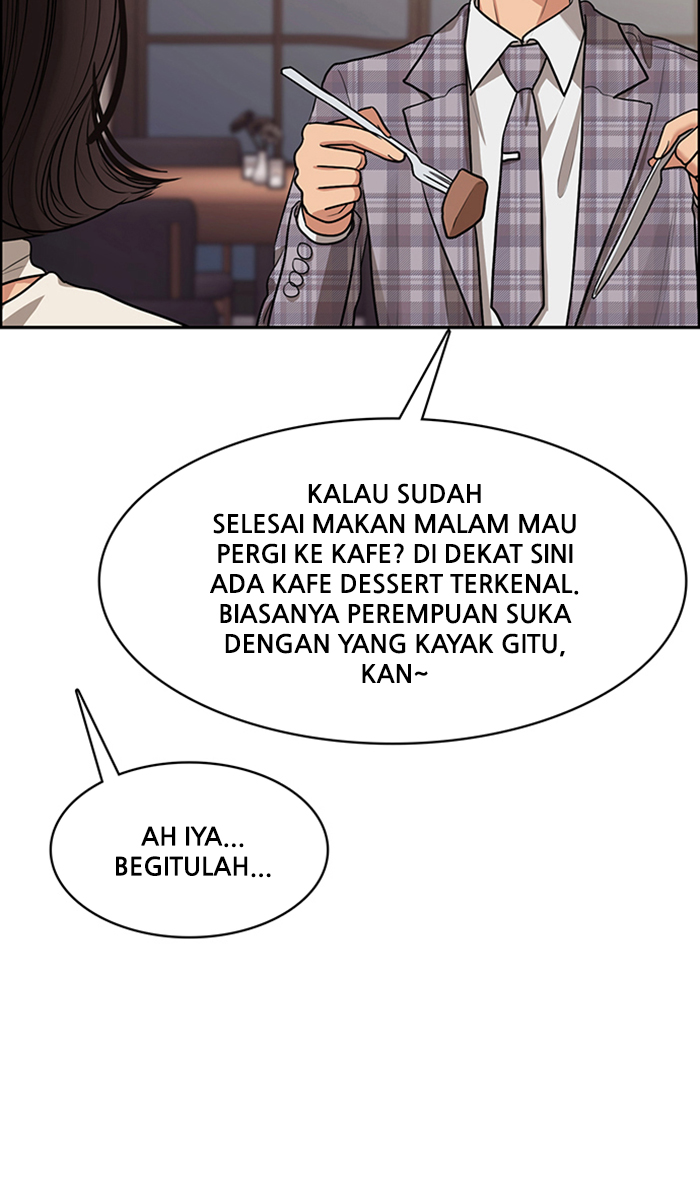 KALAU SUDAH
SELESAI MAKAN MALAM MAU
PERGI KE KAFE? DI DEKAT SINI
ADA KAFE DESSERT TERKENAL.
BIASANYA PEREMPUAN SUKA
DENGAN YANG KAYAK GITU,
KAN~
AH IYA...
BEGITULAH...